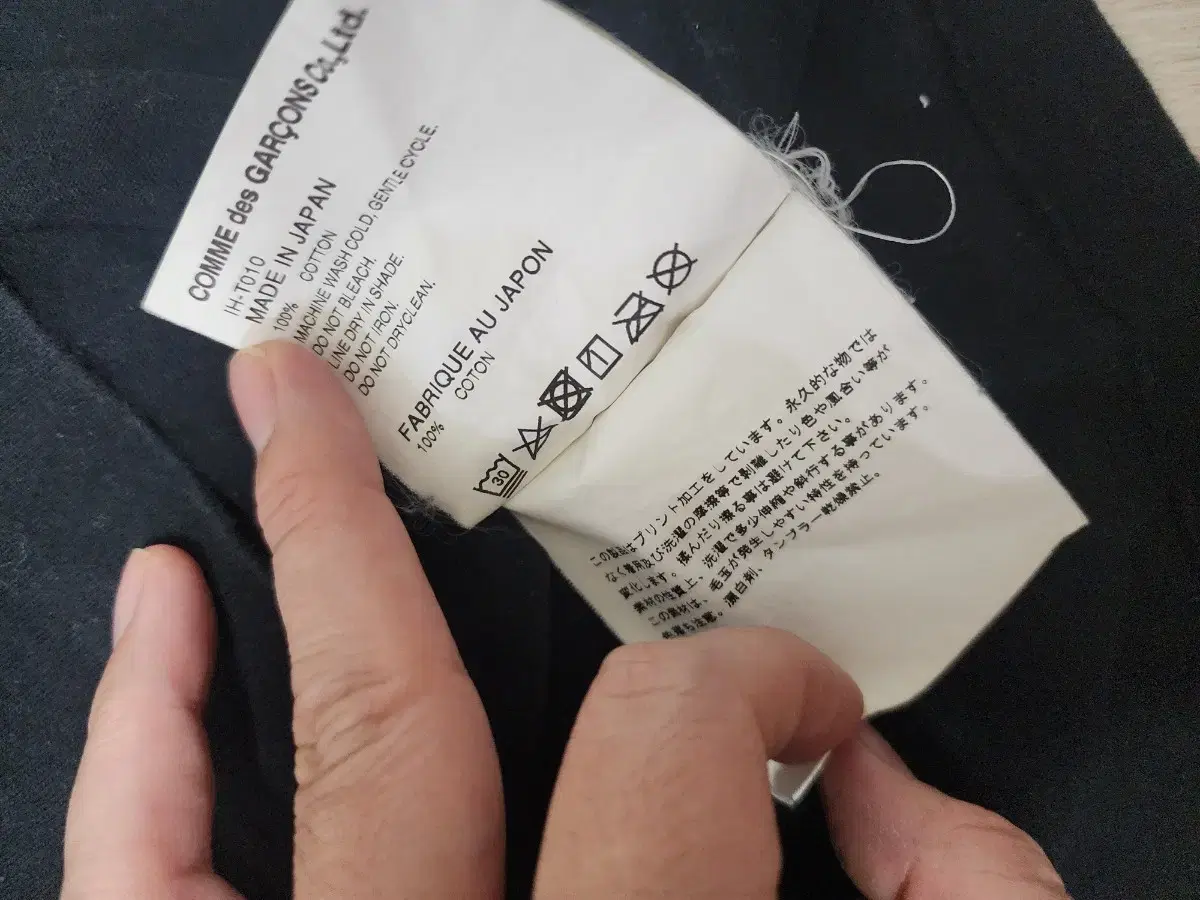 COMME des GARÇONS Co., Ltd.
IH-T010
MADE IN JAPAN
100% COTTON
MACHINE WASH COLD, GENTLE CYCLE.
DO NOT BLEACH.
LINE DRY IN SHADE.
DO NOT IRON.
DO NOT DRYCLEAN.
FABRIQUE AU JAPON
100% COTON
30
この製品はプリント加工をしています。永久的な物では
なく着用及び洗濯の摩擦等で剥離したり色や風合い等が
変化します。揉んだり擦る事は避けて下さい。
素材の性質上、洗濯で多少伸縮や斜行する事があります。
この素材は、毛玉が発生しやすい特性を持っています。
色落ち注意。漂白剤、タンブラー乾燥禁止。